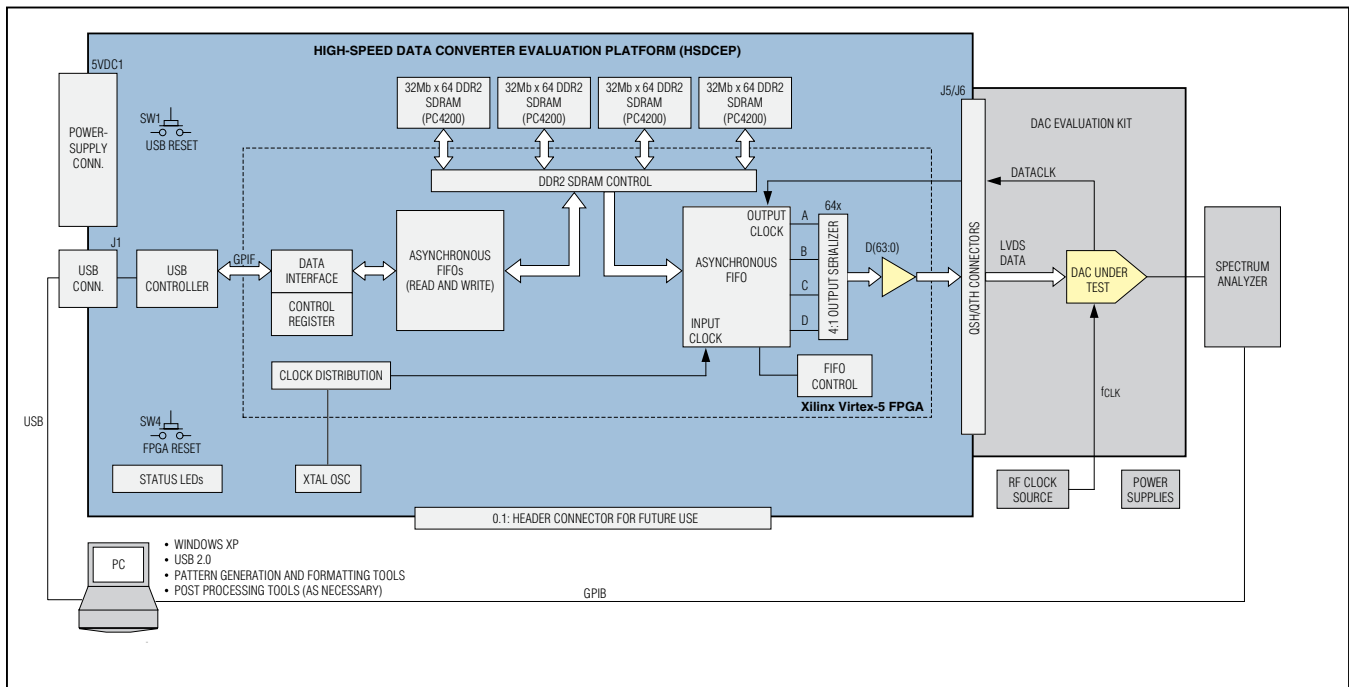 HIGH-SPEED DATA CONVERTER EVALUATION PLATFORM (HSDCEP)
5VDC1
POWER-
SUPPLY
CONN.
SW1
USB RESET
32Mb x 64 DDR2
SDRAM
(PC4200)
32Mb x 64 DDR2
SDRAM
(PC4200)
32Mb x 64 DDR2
SDRAM
(PC4200)
32Mb x 64 DDR2
SDRAM
(PC4200)
J5/J6
DAC EVALUATION KIT
DDR2 SDRAM CONTROL
DATACLK
J1
USB
CONN.
USB
CONTROLLER
GPIF
DATA
INTERFACE
CONTROL
REGISTER
ASYNCHRONOUS
FIFOs
(READ AND WRITE)
OUTPUT
CLOCK
ASYNCHRONOUS
FIFO
INPUT
CLOCK
A
B
C
D
64x
4:1 OUTPUT SERIALIZER
D(63:0)
QSH/QTH CONNECTORS
LVDS
DATA
DAC UNDER
TEST
SPECTRUM
ANALYZER
CLOCK DISTRIBUTION
FIFO
CONTROL
Xilinx Virtex-5 FPGA
fCLK
USB
SW4
FPGA RESET
STATUS LEDs
XTAL OSC
RF CLOCK
SOURCE
POWER
SUPPLIES
0.1: HEADER CONNECTOR FOR FUTURE USE
PC
• WINDOWS XP
• USB 2.0
• PATTERN GENERATION AND FORMATTING TOOLS
• POST PROCESSING TOOLS (AS NECESSARY)
GPIB